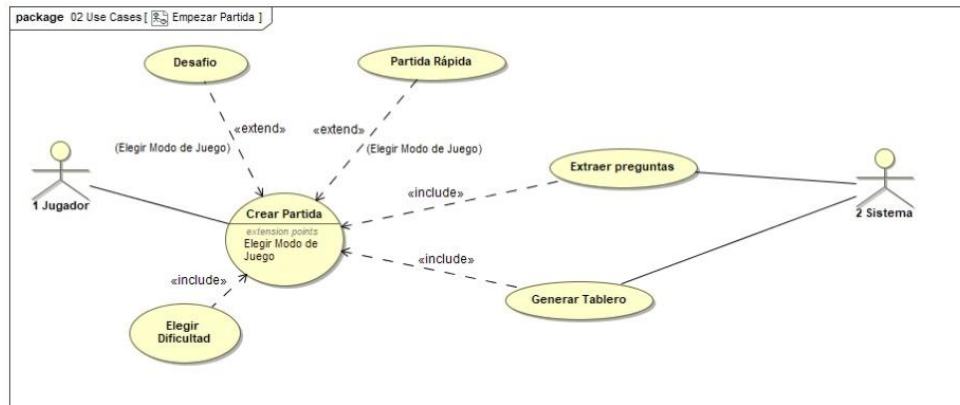 package 02 Use Cases [ Empezar Partida ]
Desafio
Partida Rápida
«extend»
«extend»
(Elegir Modo de Juego)
(Elegir Modo de Juego)
Extraer preguntas
1 Jugador
«include»
2 Sistema
Crear Partida
extension points
Elegir Modo de
Juego
«include»
«include»
Generar Tablero
Elegir
Dificultad